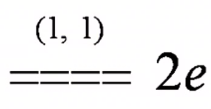 (1, 1)
==== 2e